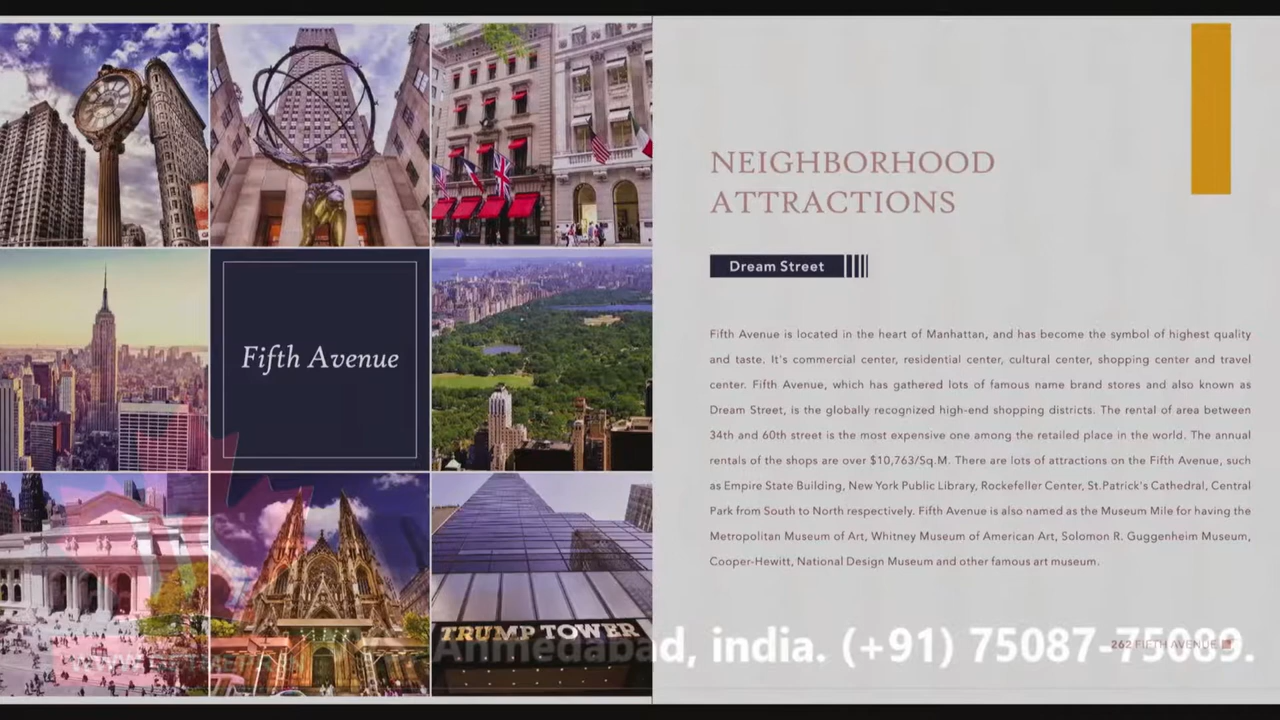 Fifth Avenue
TRUMP TOWER
NEIGHBORHOOD
ATTRACTIONS
Dream Street
Fifth Avenue is located in the heart of Manhattan, and has become the symbol of highest quality
and taste. It's commercial center, residential center, cultural center, shopping center and travel
center. Fifth Avenue, which has gathered lots of famous name brand stores and also known as
Dream Street, is the globally recognized high-end shopping districts. The rental of area between
34th and 60th street is the most expensive one among the retailed place in the world. The annual
rentals of the shops are over $10,763/Sq.M. There are lots of attractions on the Fifth Avenue, such
as Empire State Building, New York Public Library, Rockefeller Center, St.Patrick's Cathedral, Central
Park from South to North respectively. Fifth Avenue is also named as the Museum Mile for having the
Metropolitan Museum of Art, Whitney Museum of American Art, Solomon R. Guggenheim Museum,
Cooper-Hewitt, National Design Museum and other famous art museum.
262 FIFTH AVENUE
Ahmedabad, india. (+91) 75087-75089.